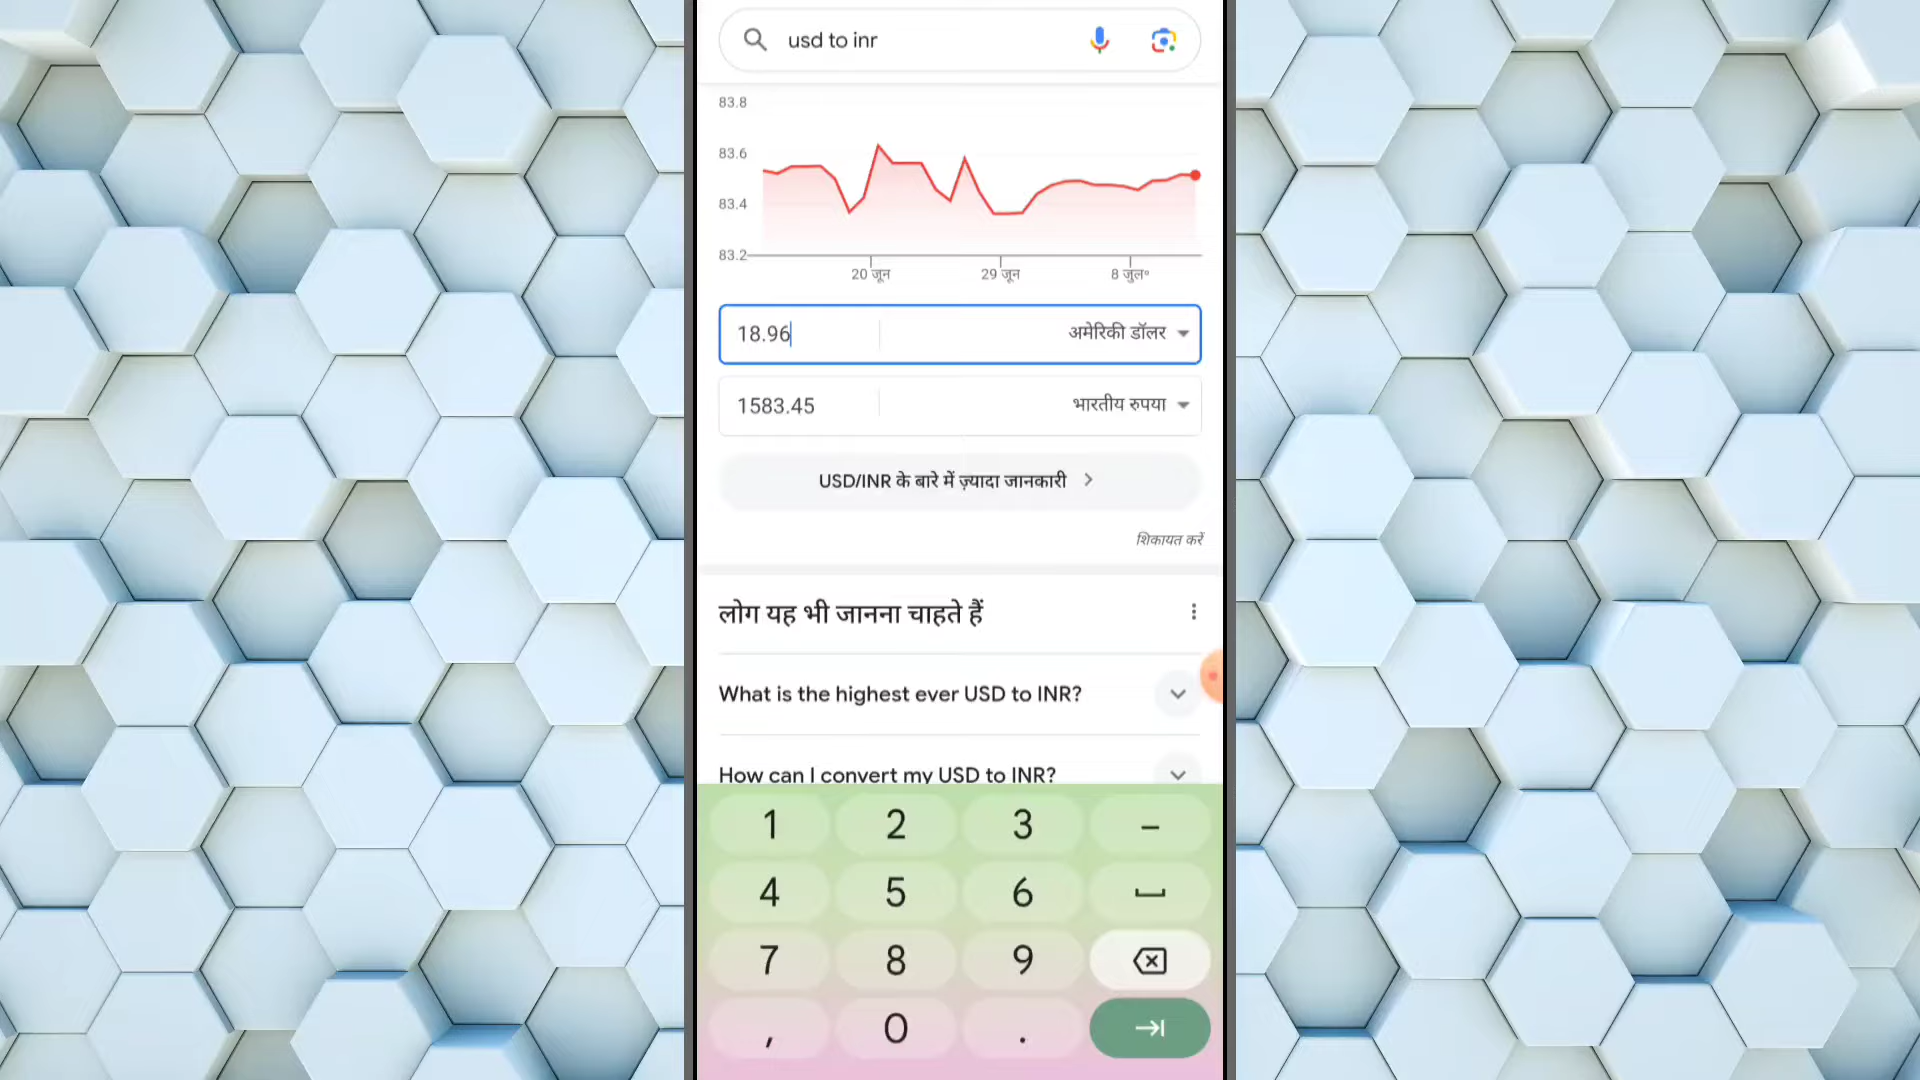 usd to inr
83.8
83.6
83.4
83.2
20 जून
29 जून
8 जुल॰
18.96
अमेरिकी डॉलर
1583.45
भारतीय रुपया
USD/INR के बारे में ज़्यादा जानकारी
शिकायत करें
लोग यह भी जानना चाहते हैं
What is the highest ever USD to INR?
How can I convert my USD to INR?
1 2 3 –
4 5 6
7 8 9
, 0 .